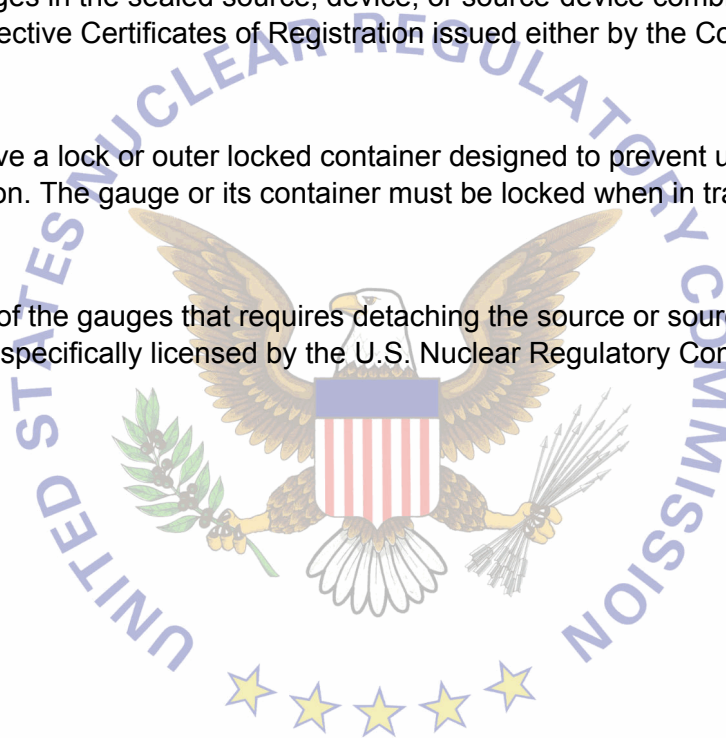 ges in the sealed source, device, or source-device comb
ective Certificates of Registration issued either by the Co
ve a lock or outer locked container designed to prevent u
on. The gauge or its container must be locked when in tra
of the gauges that requires detaching the source or sourc
specifically licensed by the U.S. Nuclear Regulatory Com
UNITED STATES NUCLEAR REGULATORY COMMISSION